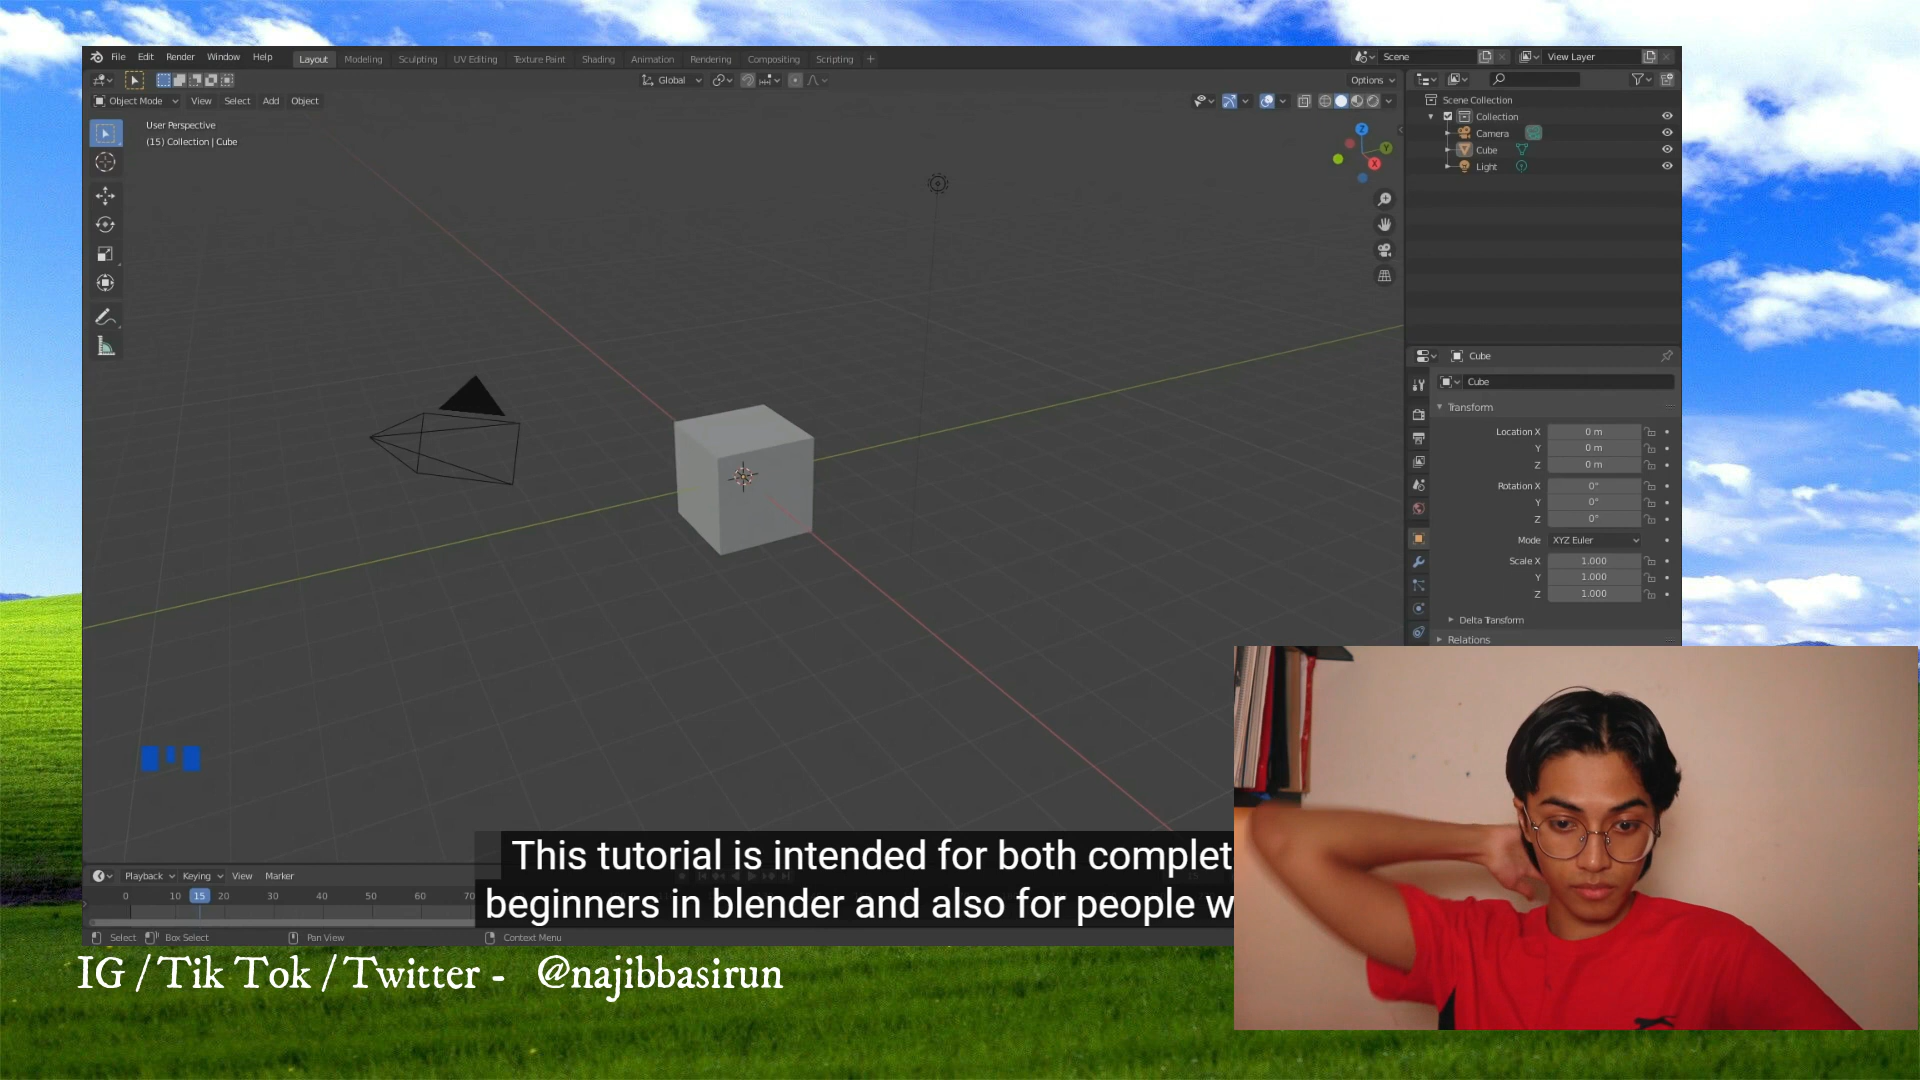 File Edit Render Window Help Layout Modeling Sculpting UV Editing Texture Paint Shading Animation Rendering Compositing Scripting +
Scene View Layer
Global Options
Object Mode View Select Add Object
User Perspective
(15) Collection | Cube
Z
Y
X
Scene Collection
Collection
Camera
Cube
Light
Cube
Cube
Transform
Location X 0 m
Y 0 m
Z 0 m
Rotation X 0°
Y 0°
Z 0°
Mode XYZ Euler
Scale X 1.000
Y 1.000
Z 1.000
Delta Transform
Relations
This tutorial is intended for both complet
beginners in blender and also for people w
Playback Keying View Marker
0 10 15 20 30 40 50 60 70
Select Box Select Pan View Context Menu
IG / Tik Tok / Twitter - @najibbasirun